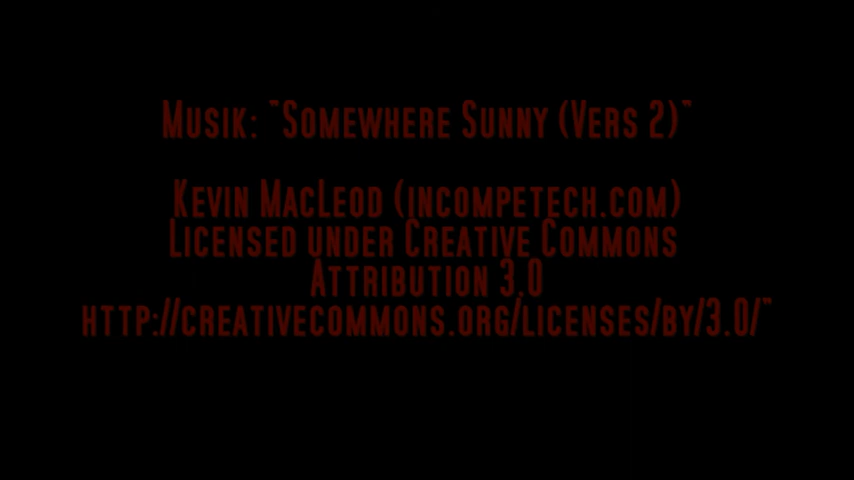 Musik: "Somewhere Sunny (Vers 2)"
Kevin MacLeod (incompetech.com)
Licensed under Creative Commons
Attribution 3.0
http://creativecommons.org/licenses/by/3.0/"